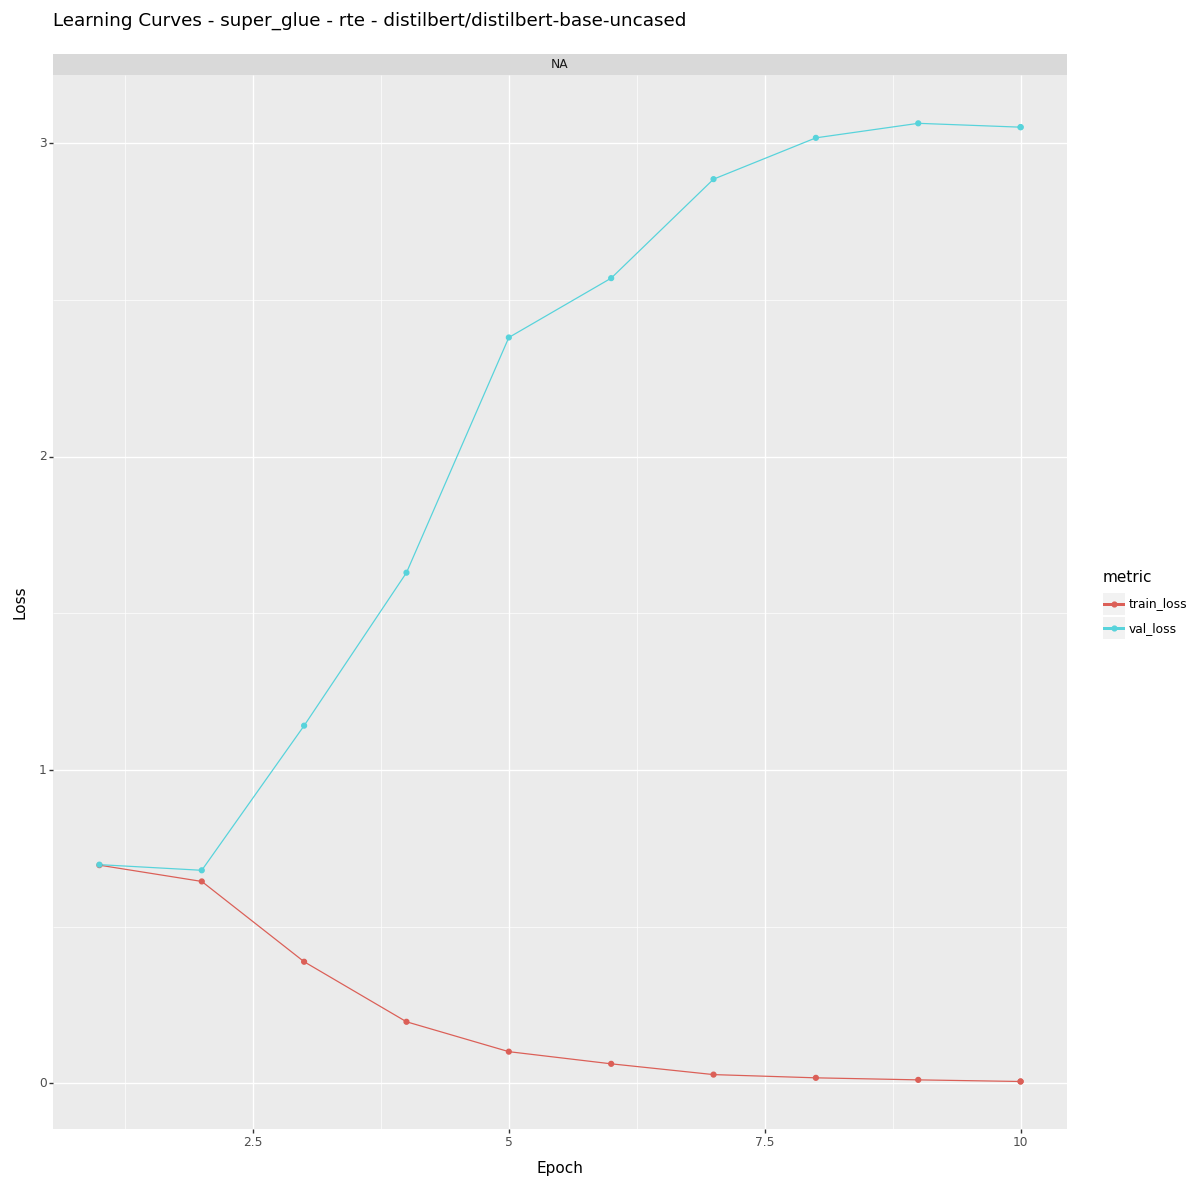 Learning Curves - super_glue - rte - distilbert/distilbert-base-uncased
NA
3
2
1
0
Loss
2.5
5
7.5
10
Epoch
metric
train_loss
val_loss